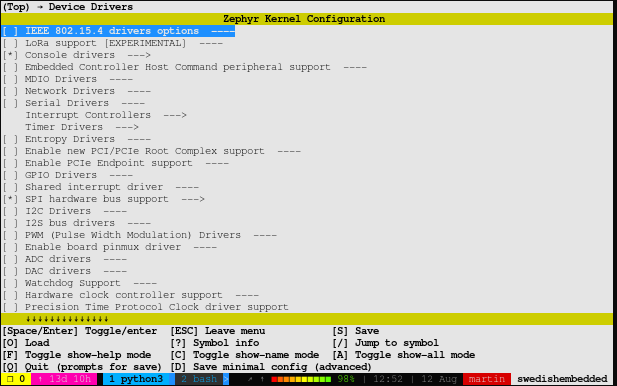 (Top) → Device Drivers
Zephyr Kernel Configuration
[ ] IEEE 802.15.4 drivers options ----
[ ] LoRa support [EXPERIMENTAL] ----
[*] Console drivers --->
[ ] Embedded Controller Host Command peripheral support ----
[ ] MDIO Drivers ----
[ ] Network Drivers ----
[ ] Serial Drivers ----
Interrupt Controllers --->
Timer Drivers --->
[ ] Entropy Drivers ----
[ ] Enable new PCI/PCIe Root Complex support ----
[ ] Enable PCIe Endpoint support ----
[ ] GPIO Drivers ----
[ ] Shared interrupt driver ----
[*] SPI hardware bus support --->
[ ] I2C Drivers ----
[ ] I2S bus drivers ----
[ ] PWM (Pulse Width Modulation) Drivers ----
[ ] Enable board pinmux driver ----
[ ] ADC drivers ----
[ ] DAC drivers ----
[ ] Watchdog Support ----
[ ] Hardware clock controller support ----
[ ] Precision Time Protocol Clock driver support
↓↓↓↓↓↓↓↓↓↓↓↓↓↓
[Space/Enter] Toggle/enter [ESC] Leave menu [S] Save
[O] Load [?] Symbol info [/] Jump to symbol
[F] Toggle show-help mode [C] Toggle show-name mode [A] Toggle show-all mode
[Q] Quit (prompts for save) [D] Save minimal config (advanced)
0 ↑ 13d 10h 1 python3 2 bash 98% | 12:52 | 12 Aug martin swedishembedded